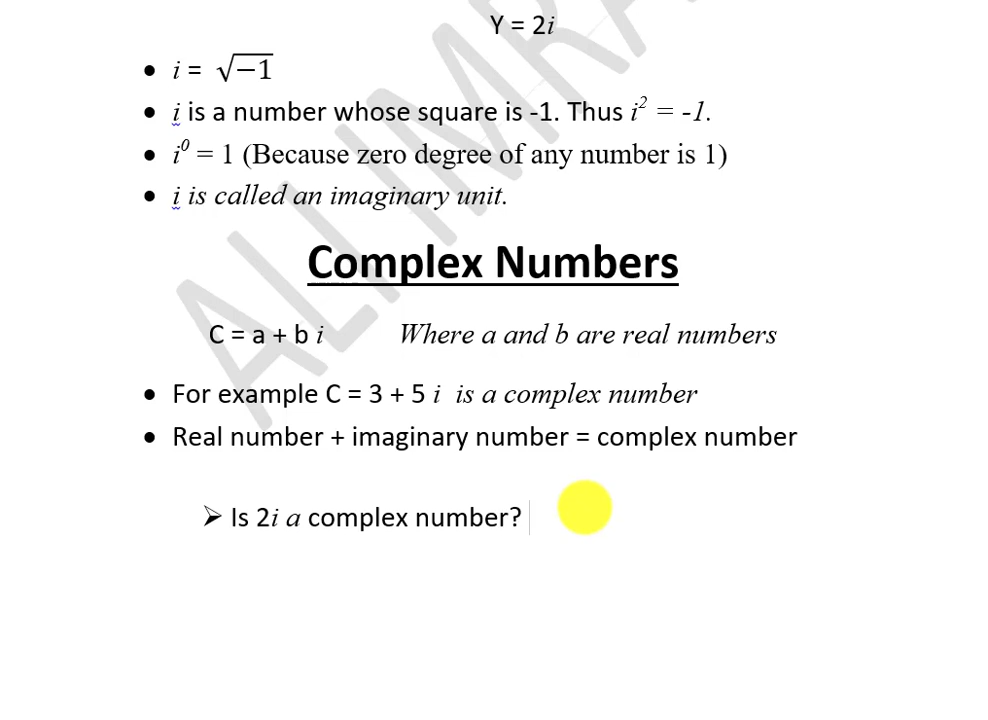 Y = 2i
• i = √−1
• i is a number whose square is -1. Thus i² = -1.
• i⁰ = 1 (Because zero degree of any number is 1)
• i is called an imaginary unit.
Complex Numbers
C = a + b i Where a and b are real numbers
• For example C = 3 + 5 i is a complex number
• Real number + imaginary number = complex number
➢ Is 2i a complex number?